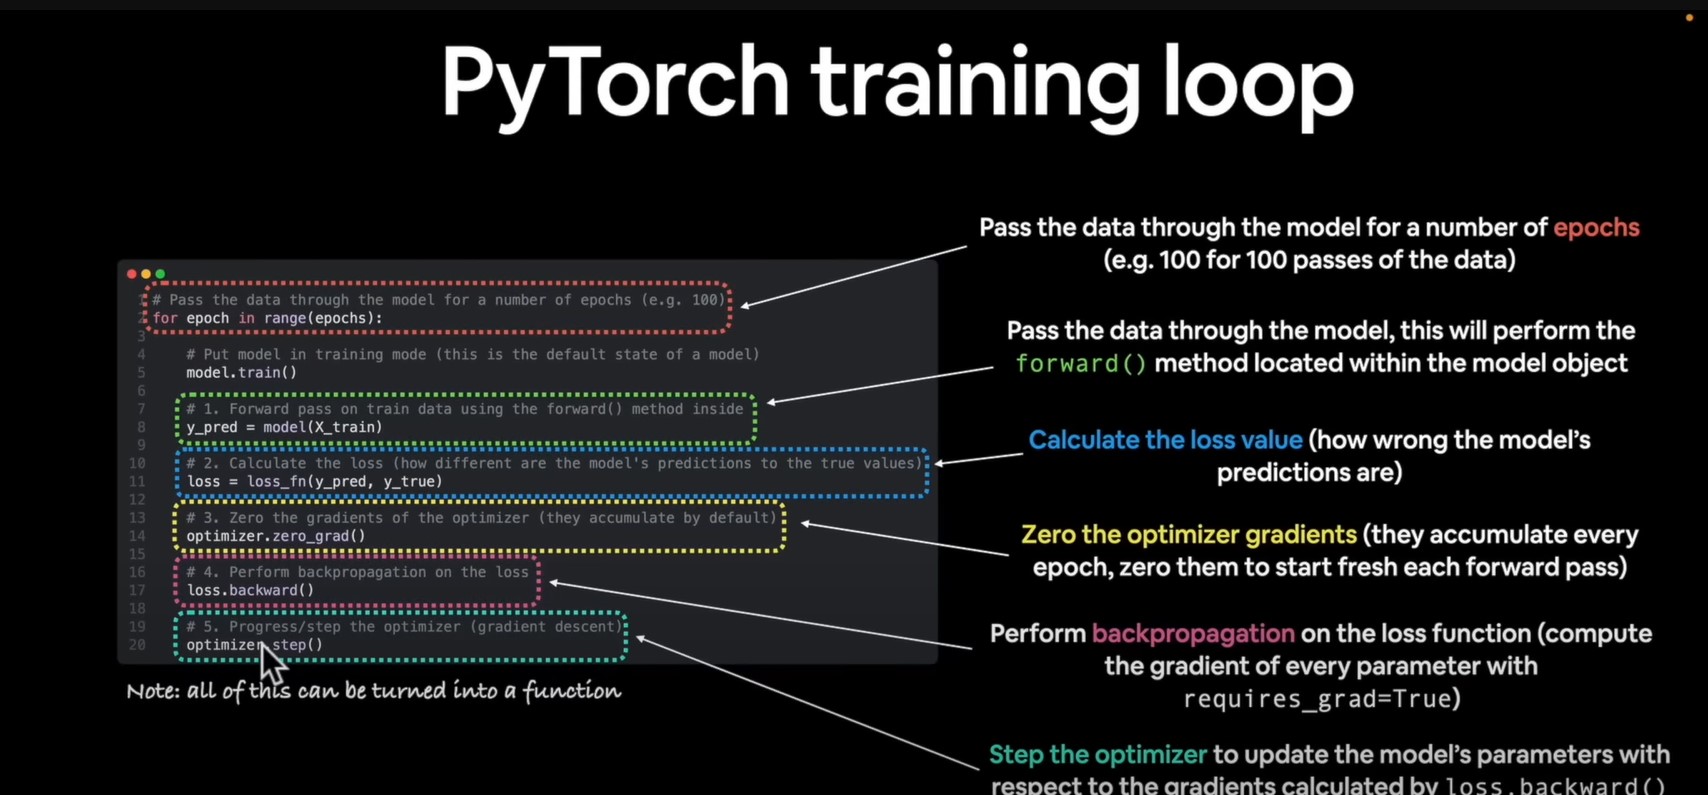 PyTorch training loop
Pass the data through the model for a number of epochs
(e.g. 100 for 100 passes of the data)
1 # Pass the data through the model for a number of epochs (e.g. 100)
2 for epoch in range(epochs):
3
4 # Put model in training mode (this is the default state of a model)
5 model.train()
6
7 # 1. Forward pass on train data using the forward() method inside
8 y_pred = model(X_train)
9
10 # 2. Calculate the loss (how different are the model's predictions to the true values)
11 loss = loss_fn(y_pred, y_true)
12
13 # 3. Zero the gradients of the optimizer (they accumulate by default)
14 optimizer.zero_grad()
15
16 # 4. Perform backpropagation on the loss
17 loss.backward()
18
19 # 5. Progress/step the optimizer (gradient descent)
20 optimizer.step()
Note: all of this can be turned into a function
Pass the data through the model, this will perform the
forward() method located within the model object
Calculate the loss value (how wrong the model’s
predictions are)
Zero the optimizer gradients (they accumulate every
epoch, zero them to start fresh each forward pass)
Perform backpropagation on the loss function (compute
the gradient of every parameter with
requires_grad=True)
Step the optimizer to update the model’s parameters with
respect to the gradients calculated by loss.backward()